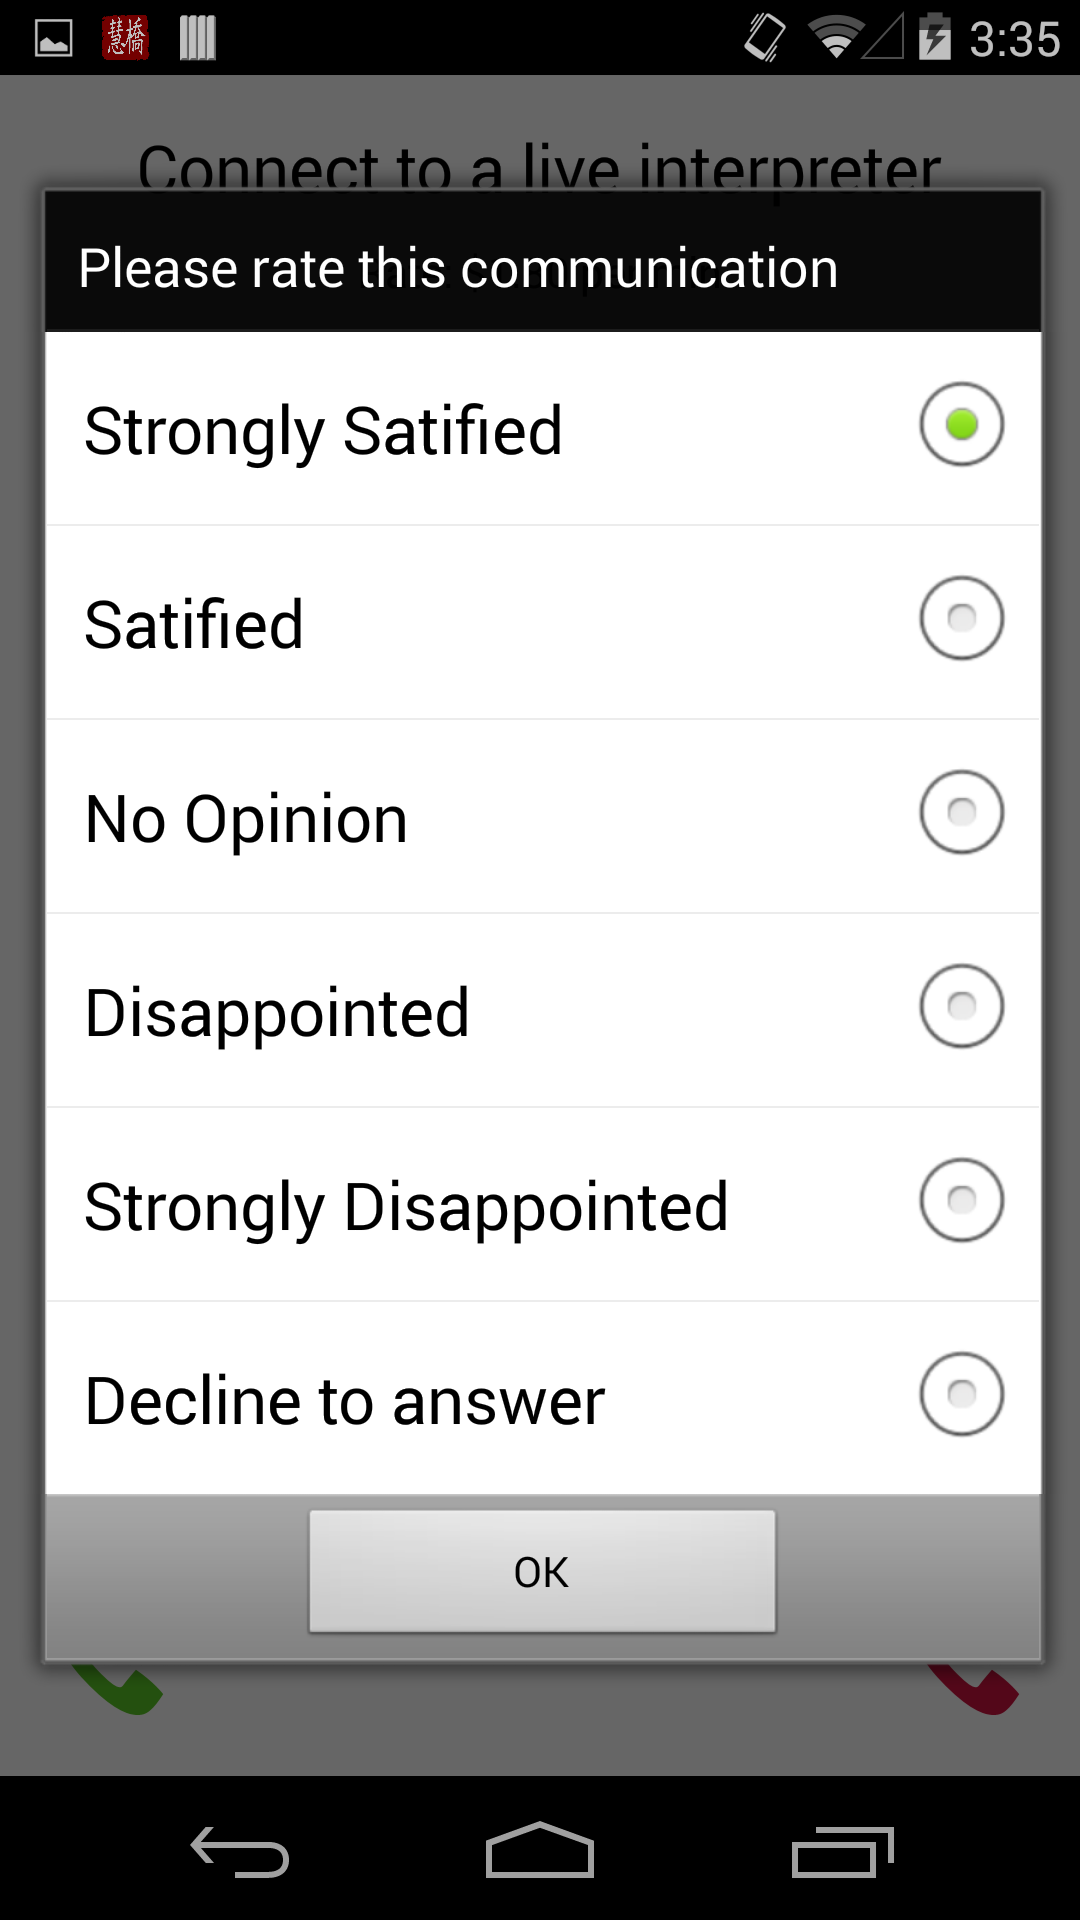 慧橋
3:35
Connect to a live interpreter
Please rate this communication
Strongly Satified
Satified
No Opinion
Disappointed
Strongly Disappointed
Decline to answer
OK